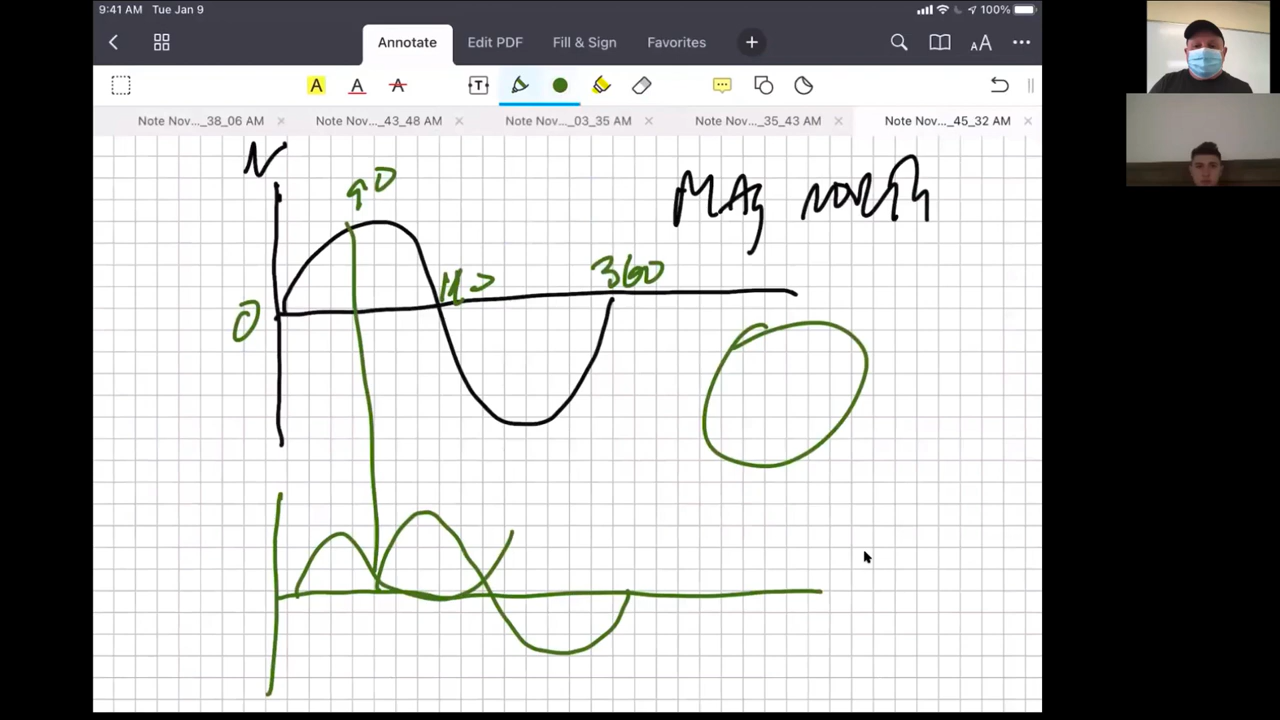 9:41 AM Tue Jan 9
100%
Annotate
Edit PDF
Fill & Sign
Favorites
Note Nov..._38_06 AM
Note Nov..._43_48 AM
Note Nov..._03_35 AM
Note Nov..._35_43 AM
Note Nov..._45_32 AM
N
90
MAG NORTH
360
0